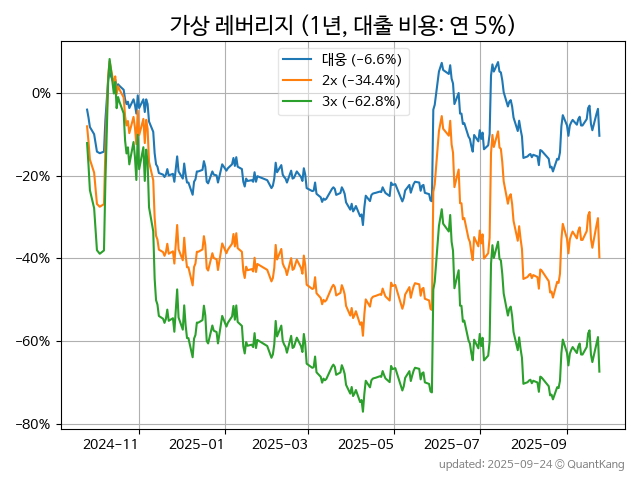 가상 레버리지 (1년, 대출 비용: 연 5%)
대웅 (−6.6%)
2x (−34.4%)
3x (−62.8%)
0%
−20%
−40%
−60%
−80%
2024−11 2025−01 2025−03 2025−05 2025−07 2025−09
updated: 2025-09-24 © QuantKang